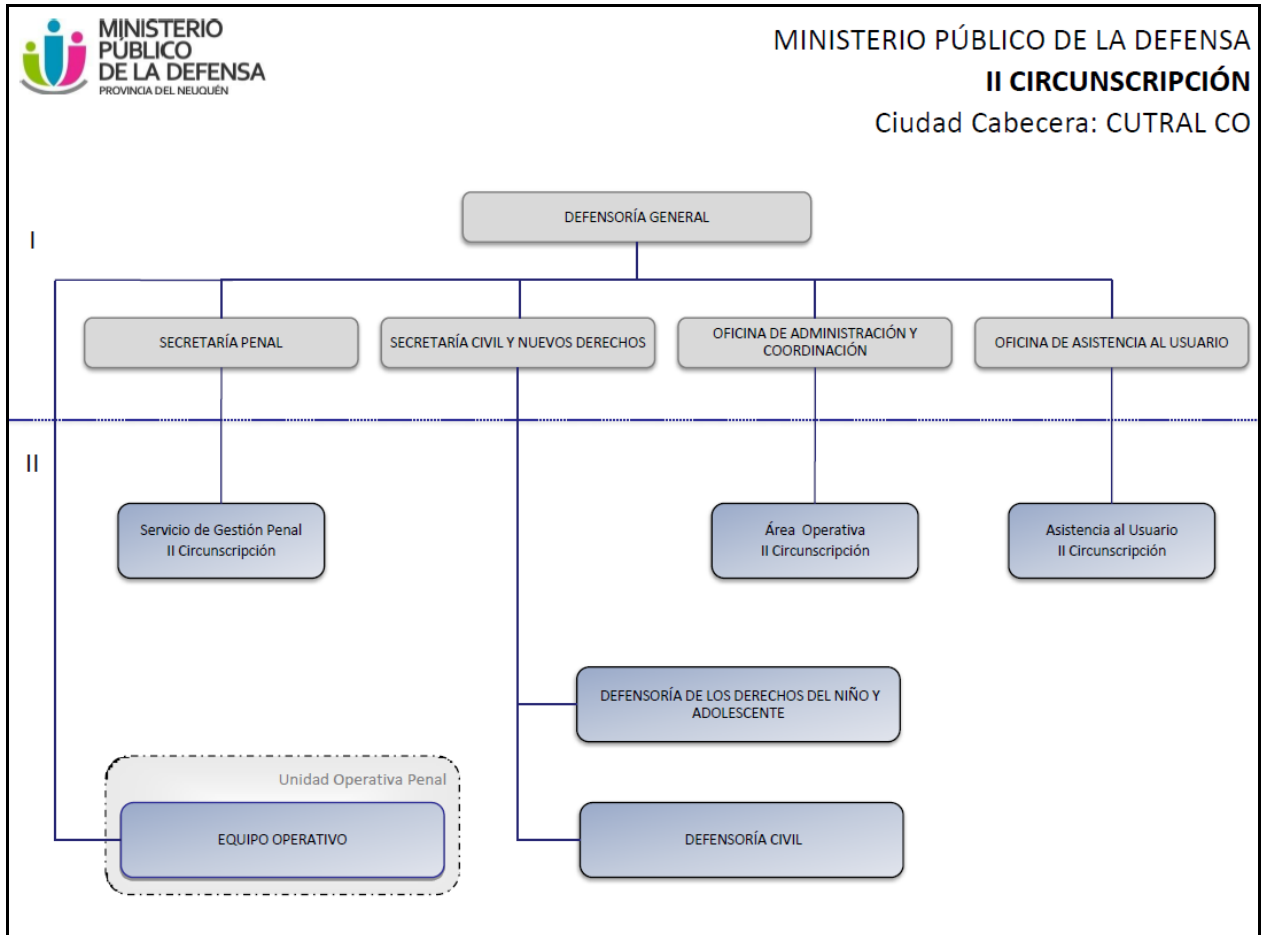 MINISTERIO
PÚBLICO
DE LA DEFENSA
PROVINCIA DEL NEUQUÉN
MINISTERIO PÚBLICO DE LA DEFENSA
II CIRCUNSCRIPCIÓN
Ciudad Cabecera: CUTRAL CO
I
DEFENSORÍA GENERAL
SECRETARÍA PENAL
SECRETARÍA CIVIL Y NUEVOS DERECHOS
OFICINA DE ADMINISTRACIÓN Y
COORDINACIÓN
OFICINA DE ASISTENCIA AL USUARIO
II
Servicio de Gestión Penal
II Circunscripción
Área Operativa
II Circunscripción
Asistencia al Usuario
II Circunscripción
DEFENSORÍA DE LOS DERECHOS DEL NIÑO Y
ADOLESCENTE
Unidad Operativa Penal
EQUIPO OPERATIVO
DEFENSORÍA CIVIL